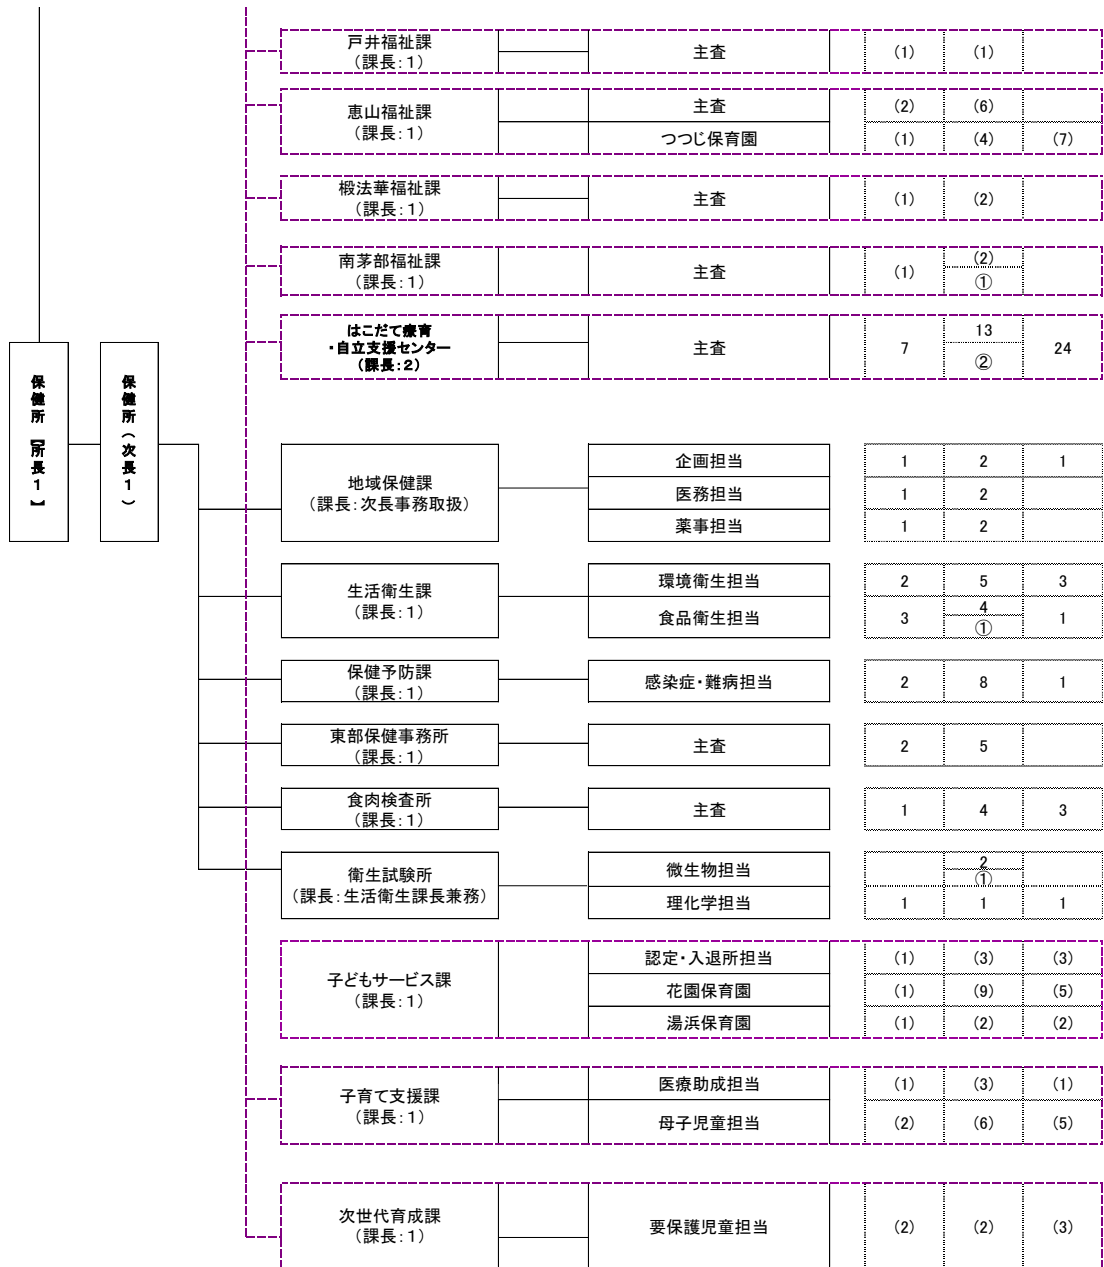 戸井福祉課
(課長:1)
主査
(1)
(1)
恵山福祉課
(課長:1)
主査
(2)
(6)
つつじ保育園
(1)
(4)
(7)
椴法華福祉課
(課長:1)
主査
(1)
(2)
南茅部福祉課
(課長:1)
主査
(1)
(2)
①
はこだて療育
・自立支援センター
(課長:2)
主査
7
13
②
24
保健所【所長1】
保健所(次長1)
地域保健課
(課長:次長事務取扱)
企画担当
1
2
1
医務担当
1
2
薬事担当
1
2
生活衛生課
(課長:1)
環境衛生担当
2
5
3
食品衛生担当
3
4
①
1
保健予防課
(課長:1)
感染症・難病担当
2
8
1
東部保健事務所
(課長:1)
主査
2
5
食肉検査所
(課長:1)
主査
1
4
3
衛生試験所
(課長:生活衛生課長兼務)
微生物担当
2
①
理化学担当
1
1
1
子どもサービス課
(課長:1)
認定・入退所担当
(1)
(3)
(3)
花園保育園
(1)
(9)
(5)
湯浜保育園
(1)
(2)
(2)
子育て支援課
(課長:1)
医療助成担当
(1)
(3)
(1)
母子児童担当
(2)
(6)
(5)
次世代育成課
(課長:1)
要保護児童担当
(2)
(2)
(3)